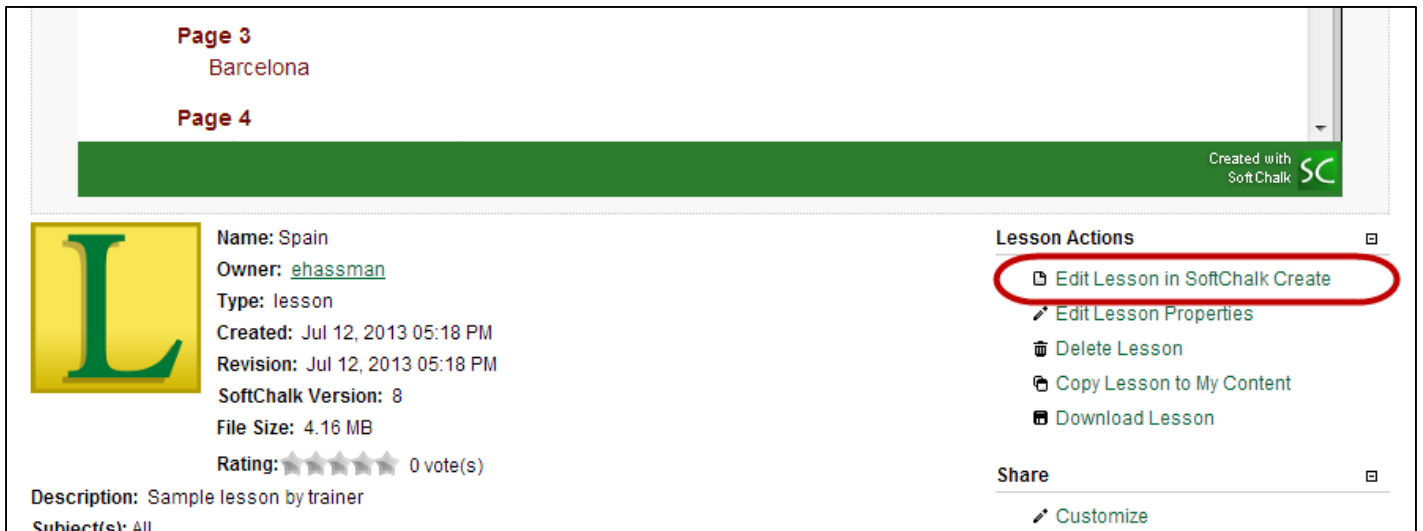 Page 3
Barcelona
Page 4
Created with
SoftChalk SC
L
Name: Spain
Owner: ehassman
Type: lesson
Created: Jul 12, 2013 05:18 PM
Revision: Jul 12, 2013 05:18 PM
SoftChalk Version: 8
File Size: 4.16 MB
Rating: 0 vote(s)
Description: Sample lesson by trainer
Subject(s): All
Lesson Actions
Edit Lesson in SoftChalk Create
Edit Lesson Properties
Delete Lesson
Copy Lesson to My Content
Download Lesson
Share
Customize